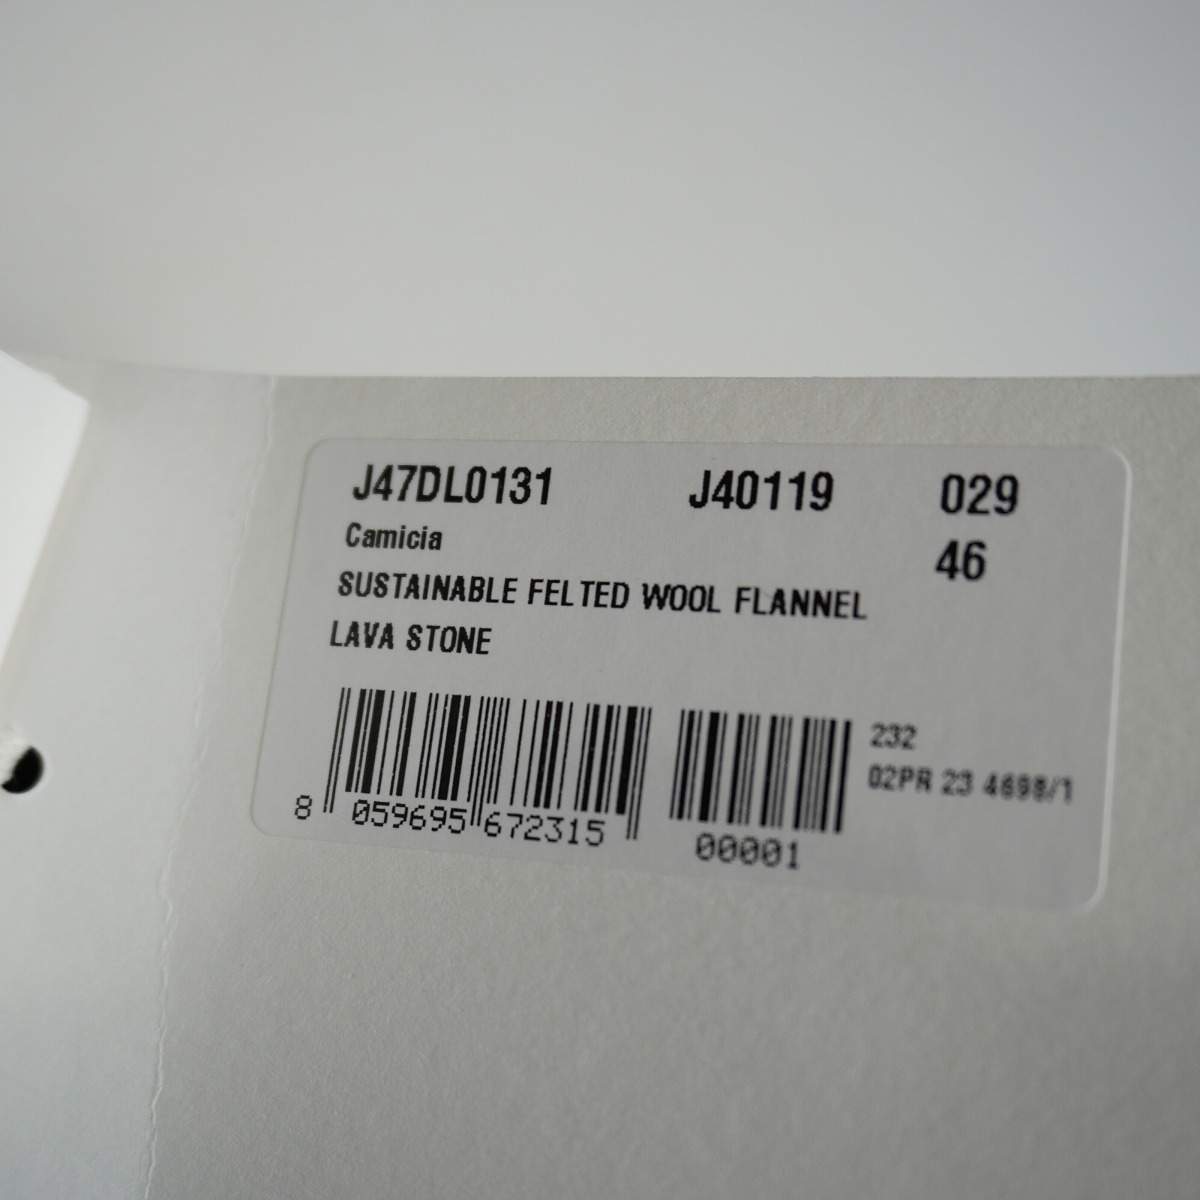 J47DL0131 J40119 029
Camicia 46
SUSTAINABLE FELTED WOOL FLANNEL
LAVA STONE
232
02PR 23 4698/1
8 059695 672315
00001